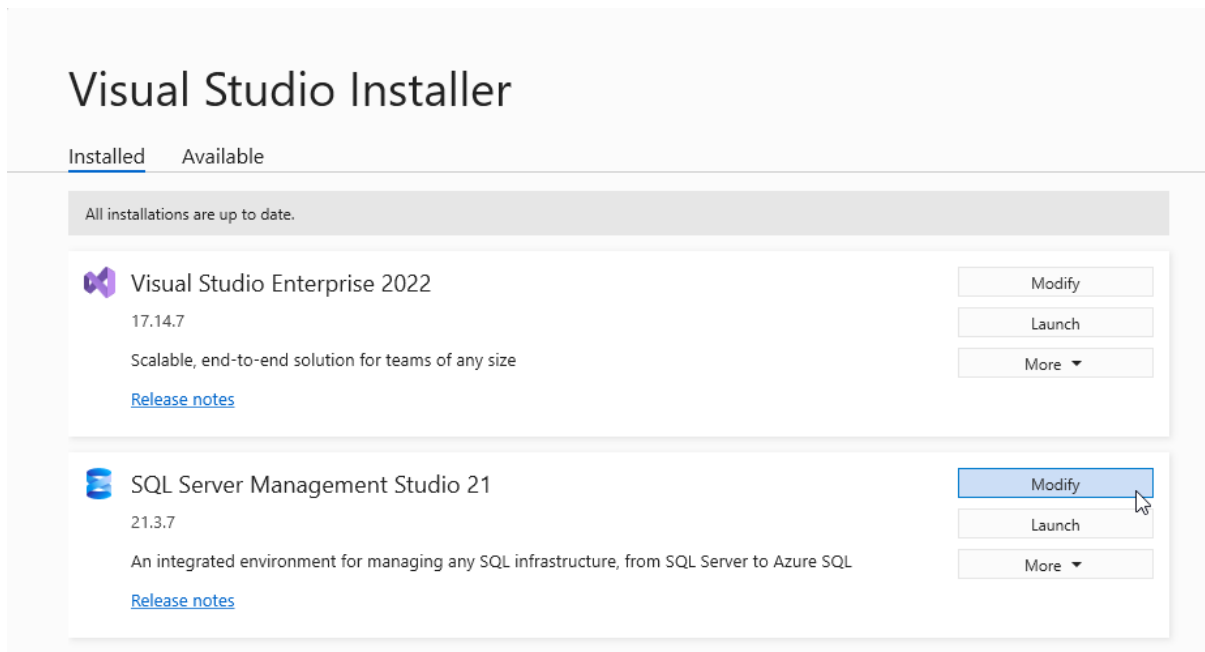 Visual Studio Installer
Installed Available
All installations are up to date.
Visual Studio Enterprise 2022
Modify
17.14.7
Launch
Scalable, end-to-end solution for teams of any size
More
Release notes
SQL Server Management Studio 21
Modify
21.3.7
Launch
An integrated environment for managing any SQL infrastructure, from SQL Server to Azure SQL
More
Release notes